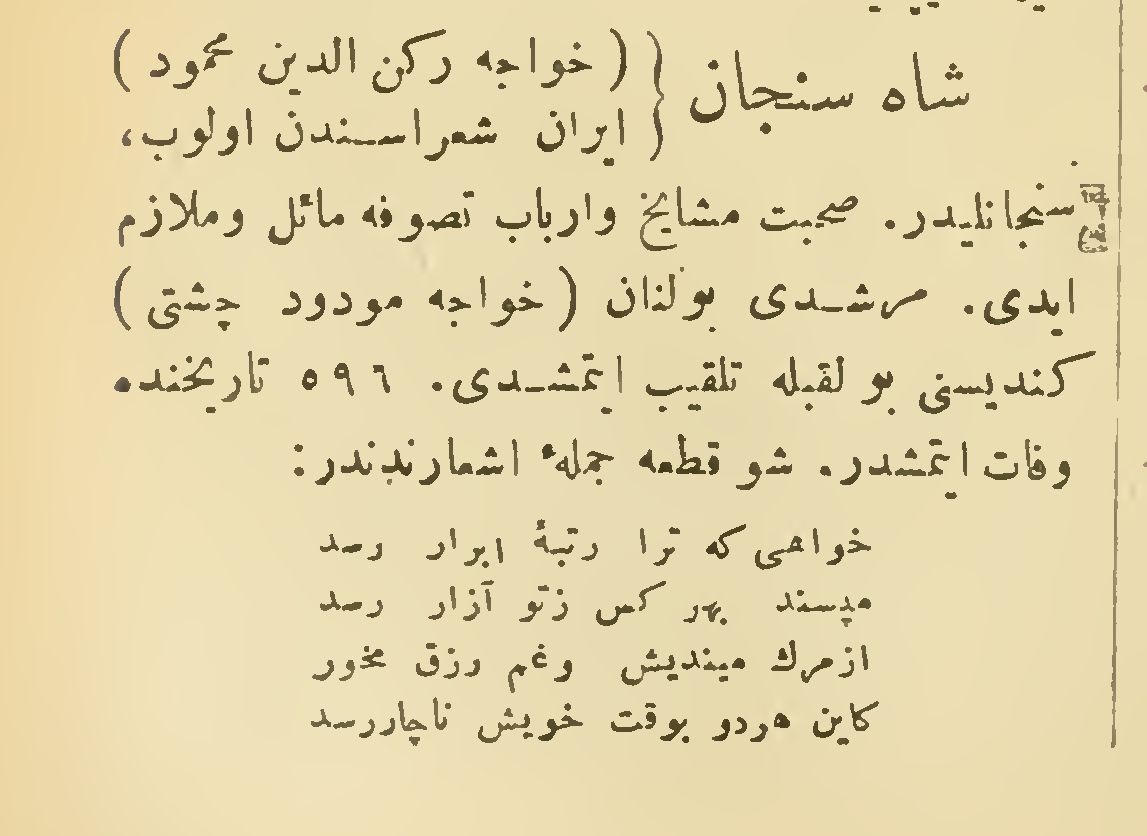 شاه سنجان { (خواجه ركن الدين محمود)
ايران شعراسندن اولوب،
سنجانليدر. صحبت مشايخ وارباب تصوفه مائل وملازم
ايدى. مرشدى بولنان (خواجه مودود چشتى)
كنديسنى بو لقبله تلقيب ايتمشدى. ٥٩٦ تاريخنده
وفات ايتمشدر. شو قطعه جملهٔ اشعارندندر:
خواهى كه ترا رتبهٔ ابرار رسد
مپسند بهر كس زتو آزار رسد
ازمرك مينديش وغم رزق مخور
كاين هردو بوقت خويش ناچاررسد